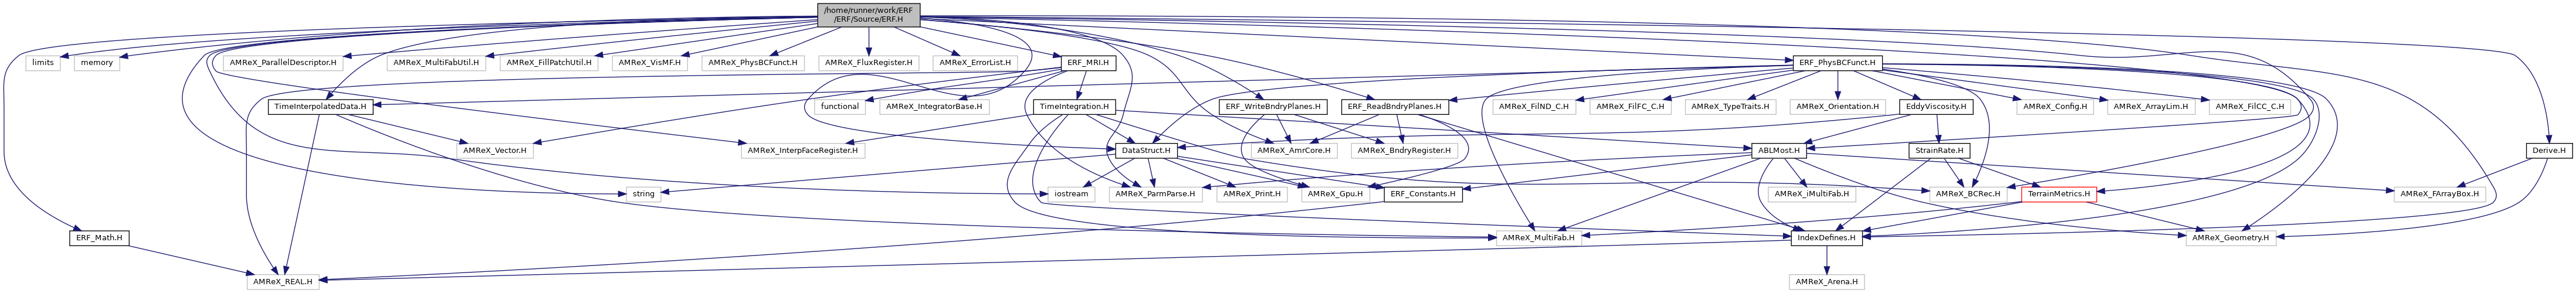 /home/runner/work/ERF
/ERF/Source/ERF.H
limits
memory
AMReX_ParallelDescriptor.H
AMReX_MultiFabUtil.H
AMReX_FillPatchUtil.H
AMReX_VisMF.H
AMReX_PhysBCFunct.H
AMReX_FluxRegister.H
AMReX_ErrorList.H
ERF_MRI.H
ERF_PhysBCFunct.H
TimeInterpolatedData.H
functional
AMReX_IntegratorBase.H
TimeIntegration.H
ERF_WriteBndryPlanes.H
ERF_ReadBndryPlanes.H
AMReX_FilND_C.H
AMReX_FilFC_C.H
AMReX_TypeTraits.H
AMReX_Orientation.H
EddyViscosity.H
AMReX_Config.H
AMReX_ArrayLim.H
AMReX_FilCC_C.H
AMReX_Vector.H
AMReX_InterpFaceRegister.H
DataStruct.H
AMReX_AmrCore.H
AMReX_BndryRegister.H
ABLMost.H
StrainRate.H
Derive.H
string
iostream
AMReX_ParmParse.H
AMReX_Print.H
AMReX_Gpu.H
ERF_Constants.H
AMReX_iMultiFab.H
AMReX_BCRec.H
TerrainMetrics.H
AMReX_FArrayBox.H
ERF_Math.H
AMReX_MultiFab.H
IndexDefines.H
AMReX_Geometry.H
AMReX_REAL.H
AMReX_Arena.H